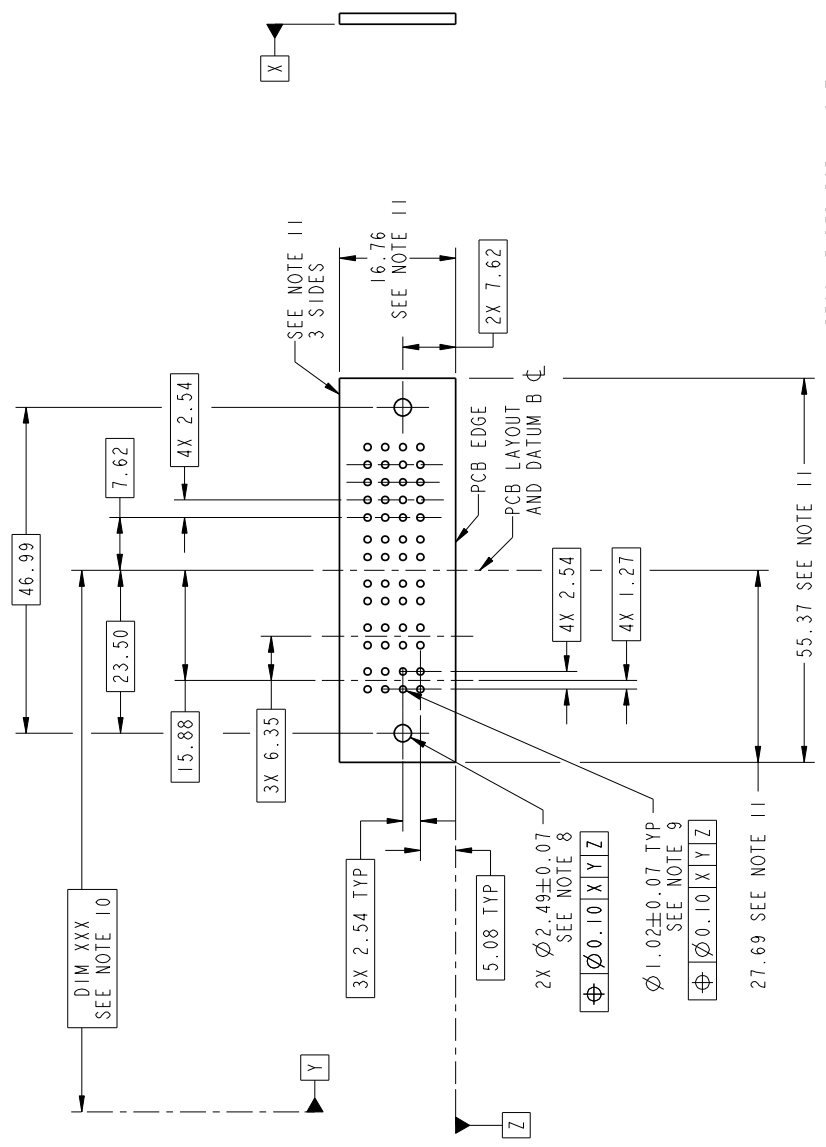 DIM XXX
SEE NOTE 10
46.99
23.50
7.62
15.88
4X 2.54
3X 6.35
X
Y
Z
SEE NOTE 11
3 SIDES
16.76
SEE NOTE 11
2X 7.62
PCB EDGE
PCB LAYOUT
AND DATUM B ℄
3X 2.54 TYP
5.08 TYP
4X 2.54
4X 1.27
2X ⌀2.49±0.07
SEE NOTE 8
⌖ ⌀0.10 X Y Z
⌀1.02±0.07 TYP
SEE NOTE 9
⌖ ⌀0.10 X Y Z
27.69 SEE NOTE 11
55.37 SEE NOTE 11